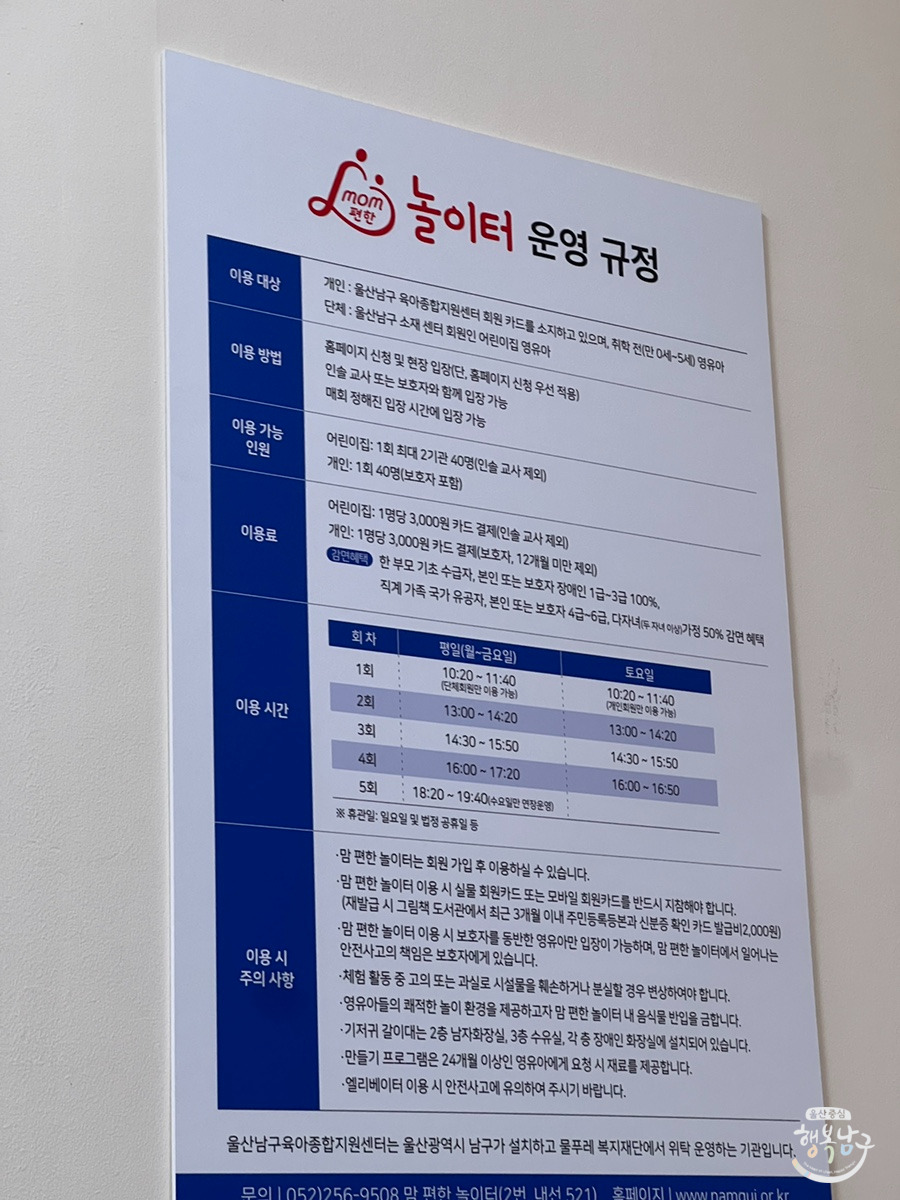 mom
편한
놀이터 운영 규정
이용 대상
개인 : 울산남구 육아종합지원센터 회원 카드를 소지하고 있으며, 취학 전(만 0세~5세) 영유아
단체 : 울산남구 소재 센터 회원인 어린이집 영유아
이용 방법
홈페이지 신청 및 현장 입장(단, 홈페이지 신청 우선 적용)
인솔 교사 또는 보호자와 함께 입장 가능
매회 정해진 입장 시간에 입장 가능
이용 가능
인원
어린이집: 1회 최대 2기관 40명(인솔 교사 제외)
개인: 1회 40명(보호자 포함)
이용료
어린이집: 1명당 3,000원 카드 결제(인솔 교사 제외)
개인: 1명당 3,000원 카드 결제(보호자, 12개월 미만 제외)
감면혜택 한 부모 기초 수급자, 본인 또는 보호자 장애인 1급~3급 100%,
직계 가족 국가 유공자, 본인 또는 보호자 4급~6급, 다자녀(두 자녀 이상)가정 50% 감면 혜택
이용 시간
회 차 평일(월~금요일) 토요일
1회 10:20 ~ 11:40 10:20 ~ 11:40
(단체회원만 이용 가능) (개인회원만 이용 가능)
2회 13:00 ~ 14:20 13:00 ~ 14:20
3회 14:30 ~ 15:50 14:30 ~ 15:50
4회 16:00 ~ 17:20 16:00 ~ 16:50
5회 18:20 ~ 19:40(수요일만 연장운영)
※ 휴관일: 일요일 및 법정 공휴일 등
이용 시
주의 사항
·맘 편한 놀이터는 회원 가입 후 이용하실 수 있습니다.
·맘 편한 놀이터 이용 시 실물 회원카드 또는 모바일 회원카드를 반드시 지참해야 합니다.
(재발급 시 그림책 도서관에서 최근 3개월 이내 주민등록등본과 신분증 확인 카드 발급비2,000원)
·맘 편한 놀이터 이용 시 보호자를 동반한 영유아만 입장이 가능하며, 맘 편한 놀이터에서 일어나는
안전사고의 책임은 보호자에게 있습니다.
·체험 활동 중 고의 또는 과실로 시설물을 훼손하거나 분실할 경우 변상하여야 합니다.
·영유아들의 쾌적한 놀이 환경을 제공하고자 맘 편한 놀이터 내 음식물 반입을 금합니다.
·기저귀 갈이대는 2층 남자화장실, 3층 수유실, 각 층 장애인 화장실에 설치되어 있습니다.
·만들기 프로그램은 24개월 이상인 영유아에게 요청 시 재료를 제공합니다.
·엘리베이터 이용 시 안전사고에 유의하여 주시기 바랍니다.
울산남구육아종합지원센터는 울산광역시 남구가 설치하고 물푸레 복지재단에서 위탁 운영하는 기관입니다.
문의 | 052)256-9508 맘 편한 놀이터(2번, 내선 521) 홈페이지 | www.namgui.or.kr
울산중심
행복남구